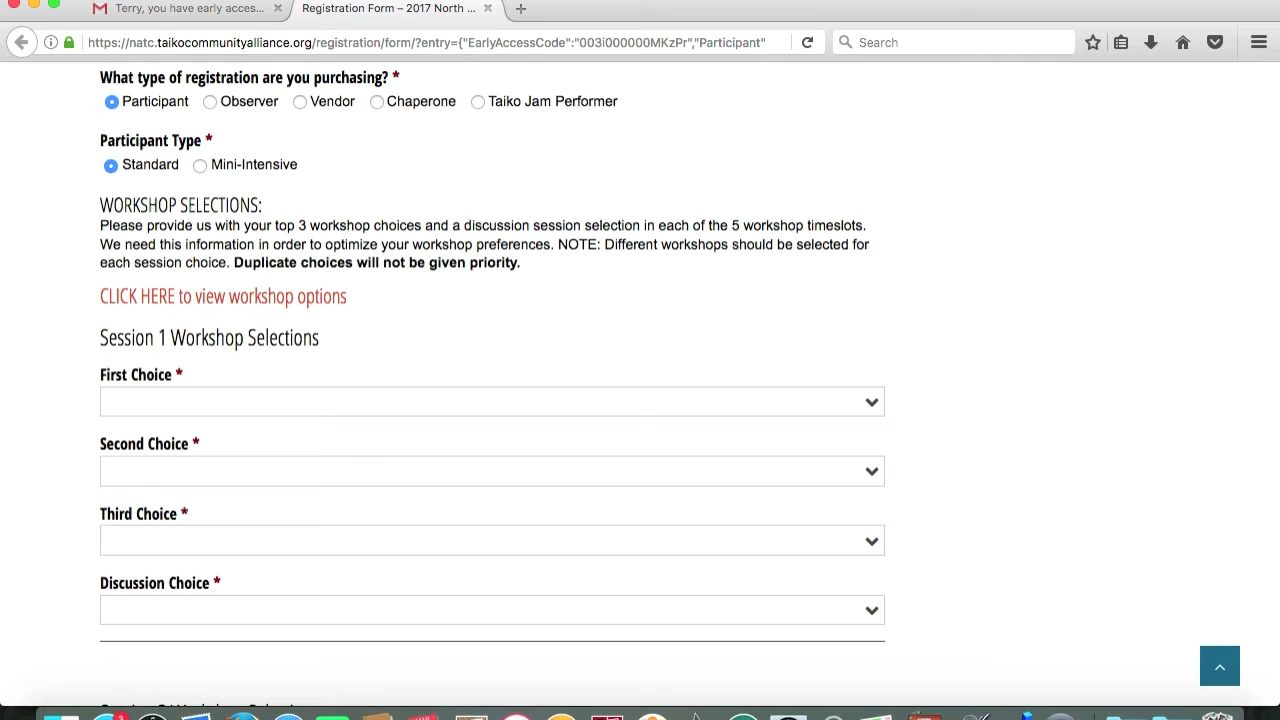 Terry, you have early acces...
Registration Form – 2017 North ...
https://natc.taikocommunityalliance.org/registration/form/?entry={"EarlyAccessCode":"003i000000MKzPr","Participant"
Search
What type of registration are you purchasing? *
Participant Observer Vendor Chaperone Taiko Jam Performer
Participant Type *
Standard Mini-Intensive
WORKSHOP SELECTIONS:
Please provide us with your top 3 workshop choices and a discussion session selection in each of the 5 workshop timeslots.
We need this information in order to optimize your workshop preferences. NOTE: Different workshops should be selected for
each session choice. Duplicate choices will not be given priority.
CLICK HERE to view workshop options
Session 1 Workshop Selections
First Choice *
Second Choice *
Third Choice *
Discussion Choice *